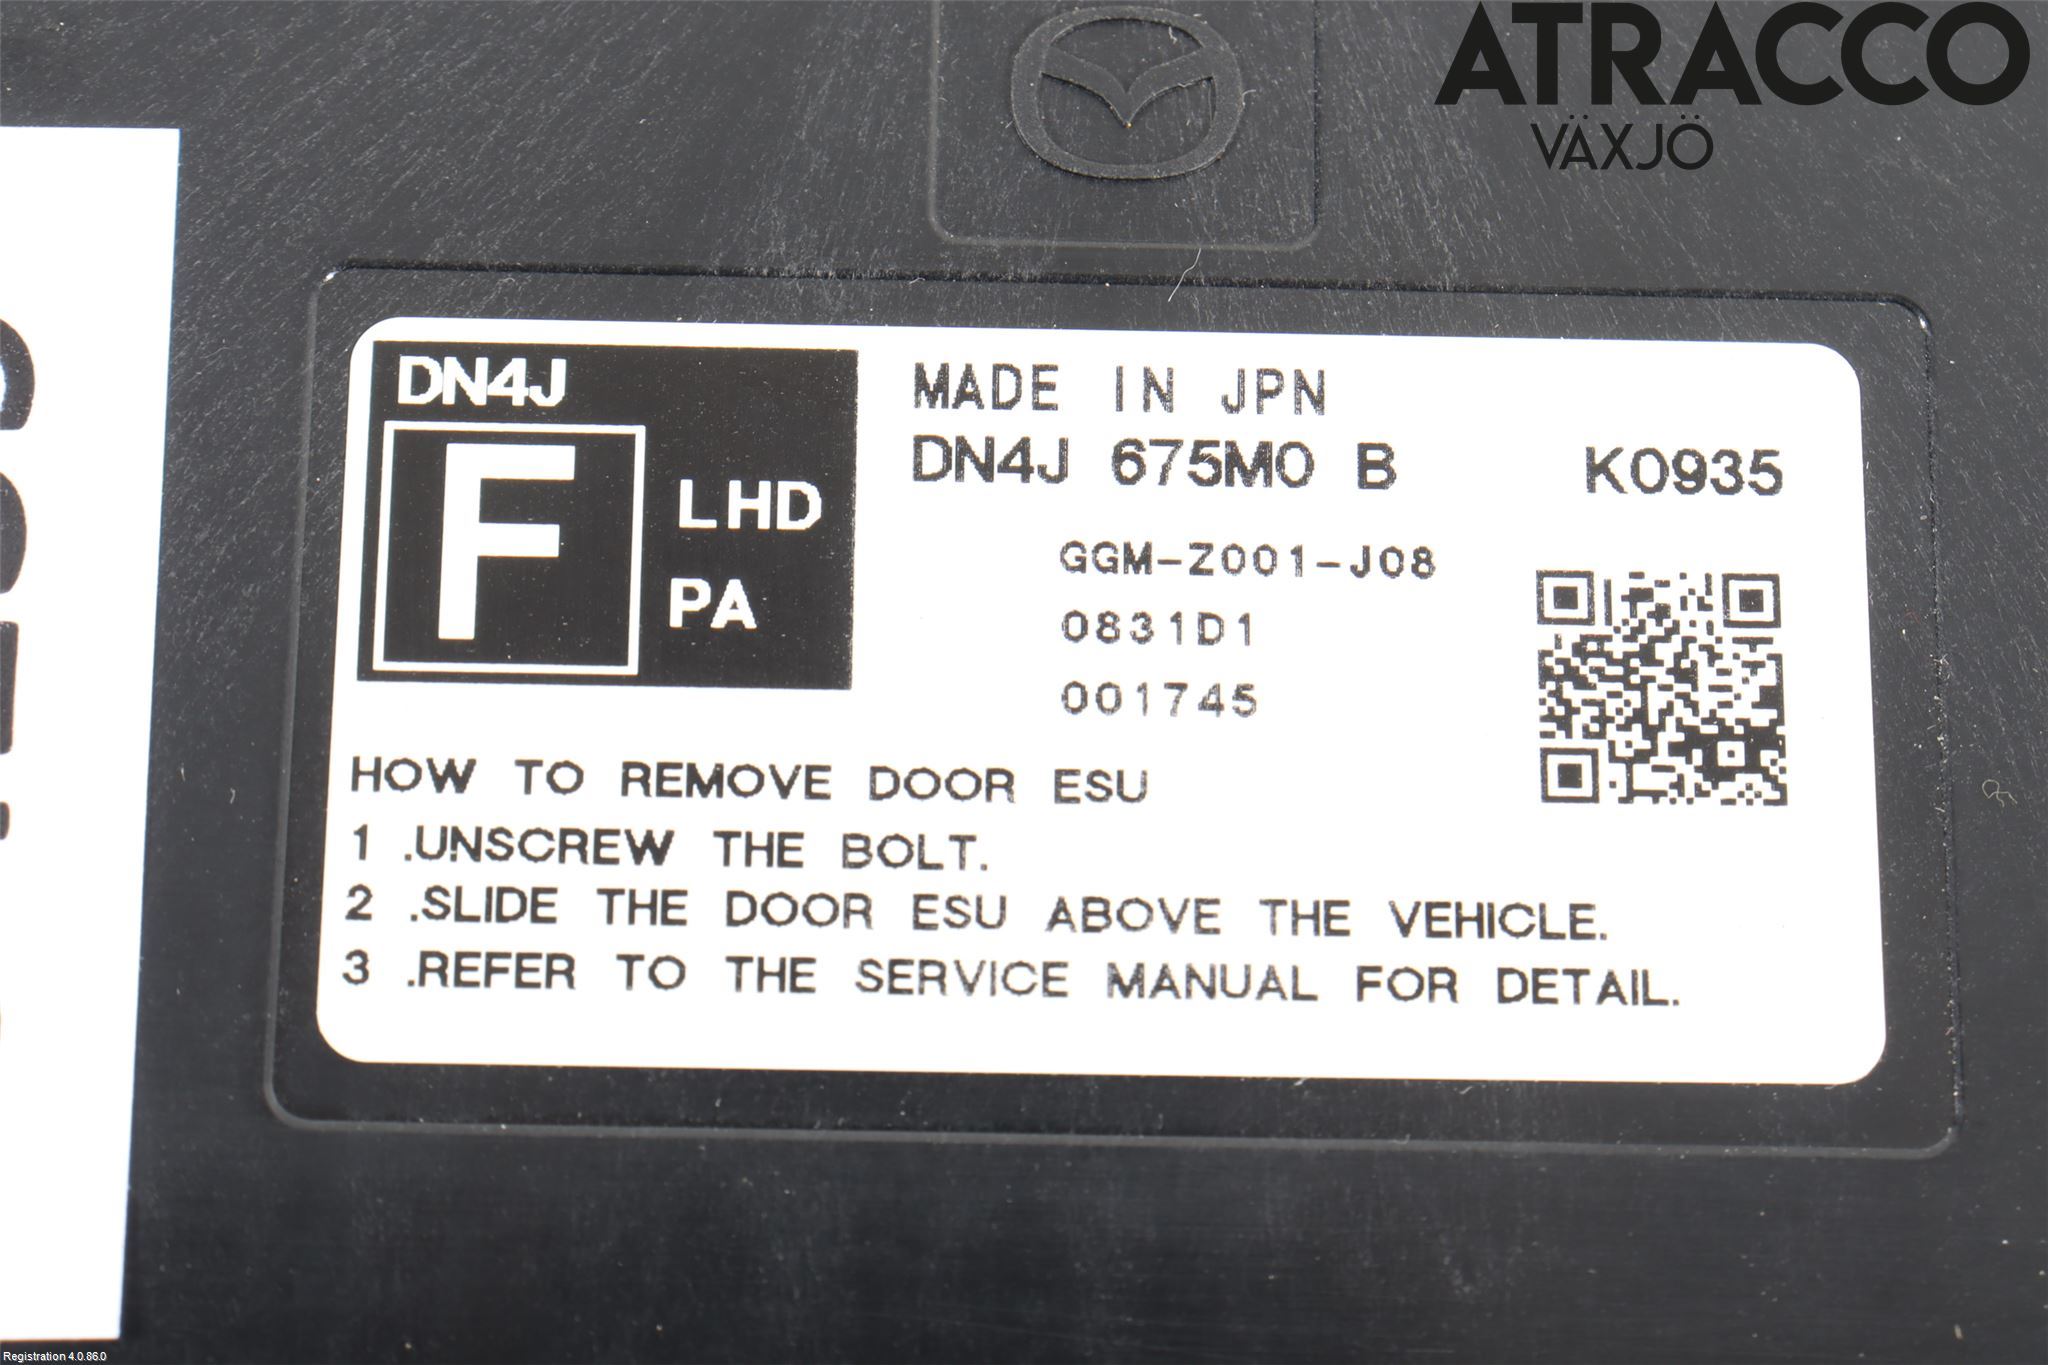 ATRACCO
VÄXJÖ
DN4J
F
LHD
PA
MADE IN JPN
DN4J 675M0 B K0935
GGM-Z001-J08
0831D1
001745
HOW TO REMOVE DOOR ESU
1 .UNSCREW THE BOLT.
2 .SLIDE THE DOOR ESU ABOVE THE VEHICLE.
3 .REFER TO THE SERVICE MANUAL FOR DETAIL.
Registration 4.0.86.0